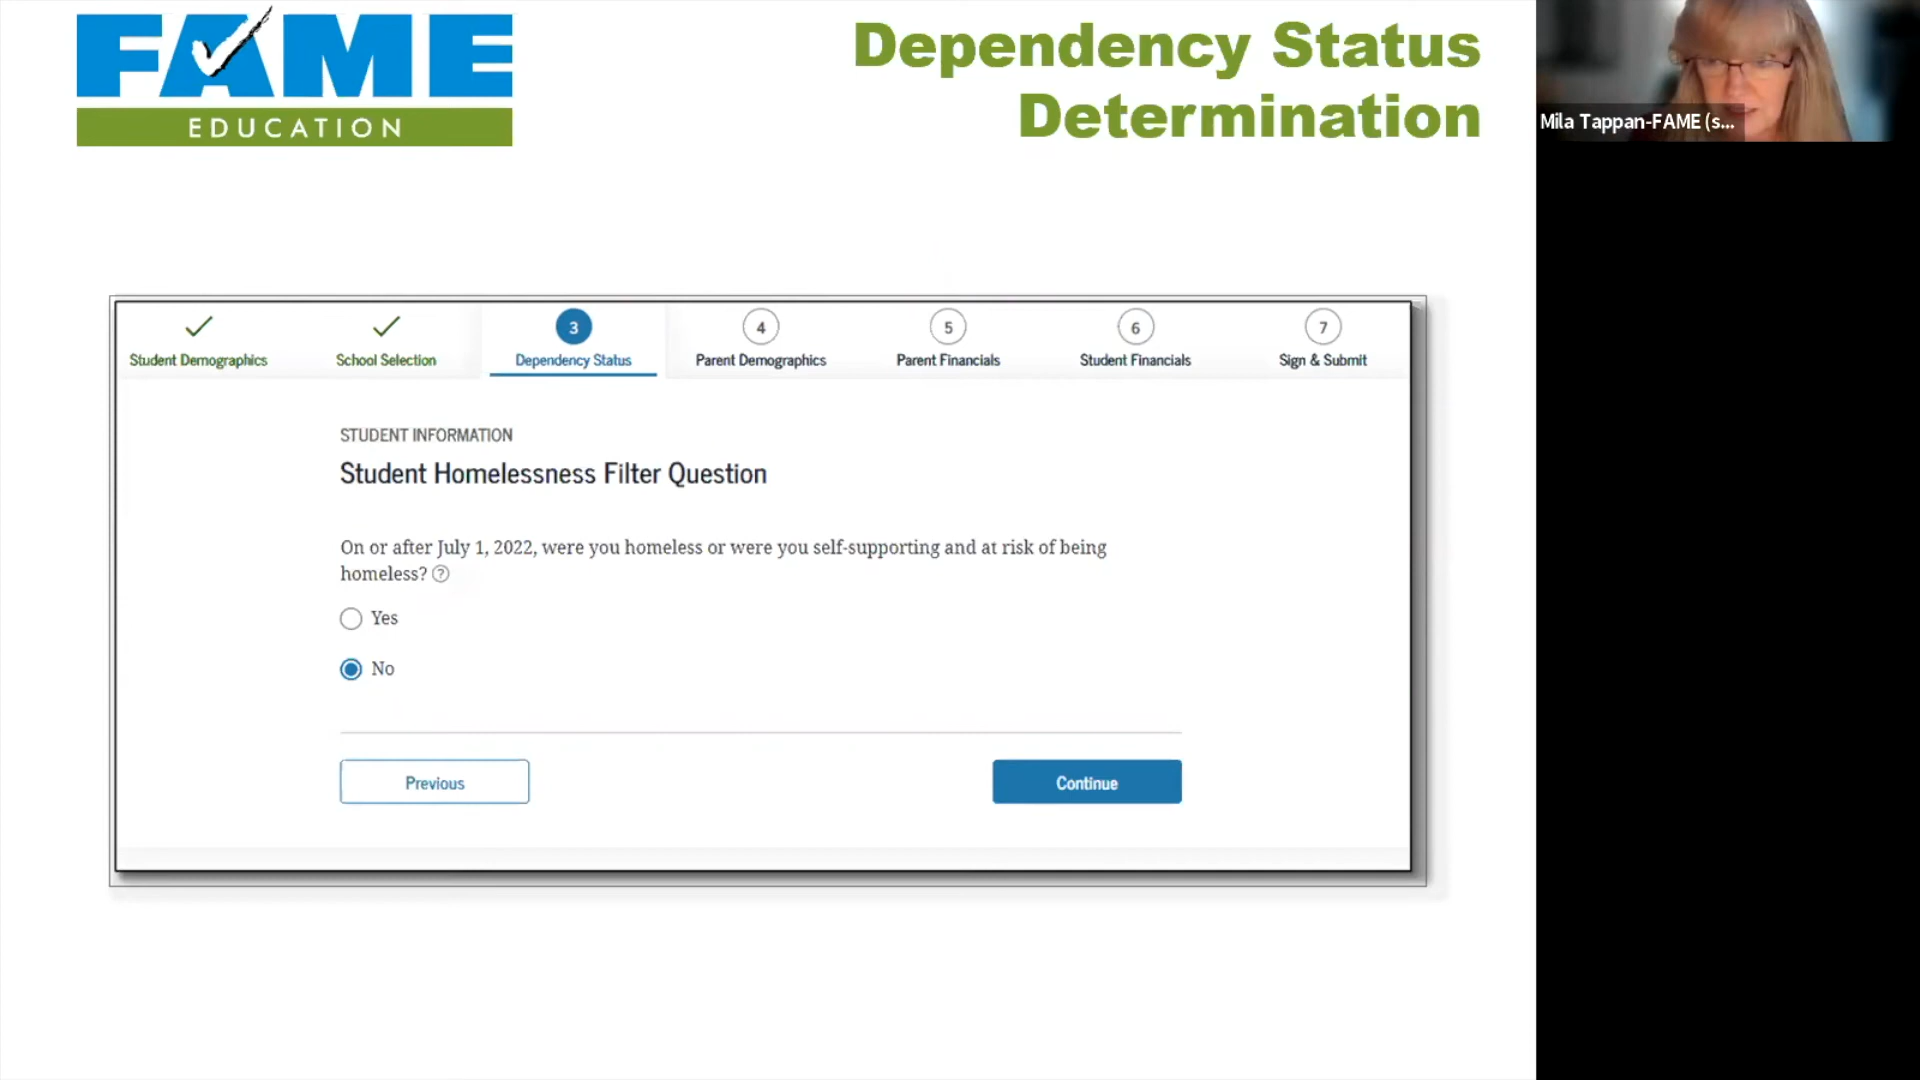 FAME
EDUCATION
Dependency Status
Determination
Mila Tappan-FAME (s...
3
4
5
6
7
Student Demographics
School Selection
Dependency Status
Parent Demographics
Parent Financials
Student Financials
Sign & Submit
STUDENT INFORMATION
Student Homelessness Filter Question
On or after July 1, 2022, were you homeless or were you self-supporting and at risk of being
homeless? ?
Yes
No
Previous
Continue